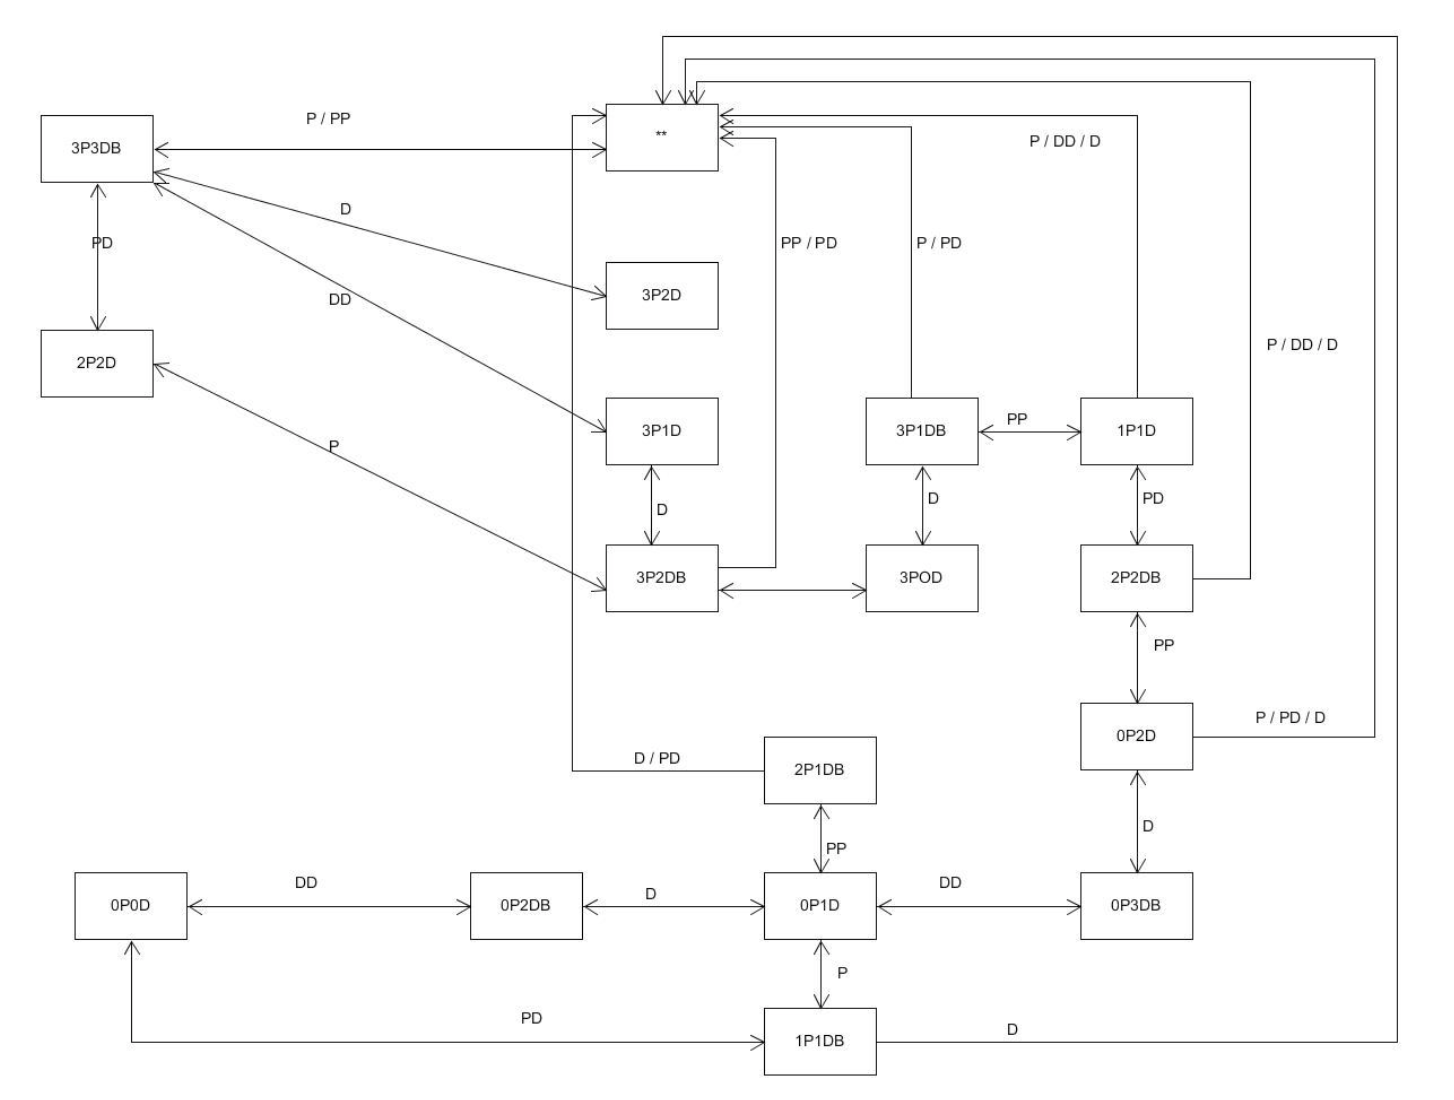 P / PP
3P3DB
**
P / DD / D
D
PD
PP / PD
P / PD
DD
3P2D
P / DD / D
2P2D
P
3P1D
3P1DB
PP
1P1D
D
D
PD
3P2DB
3POD
2P2DB
PP
P / PD / D
0P2D
D / PD
2P1DB
D
PP
DD
D
DD
0P0D
0P2DB
0P1D
0P3DB
P
PD
D
1P1DB